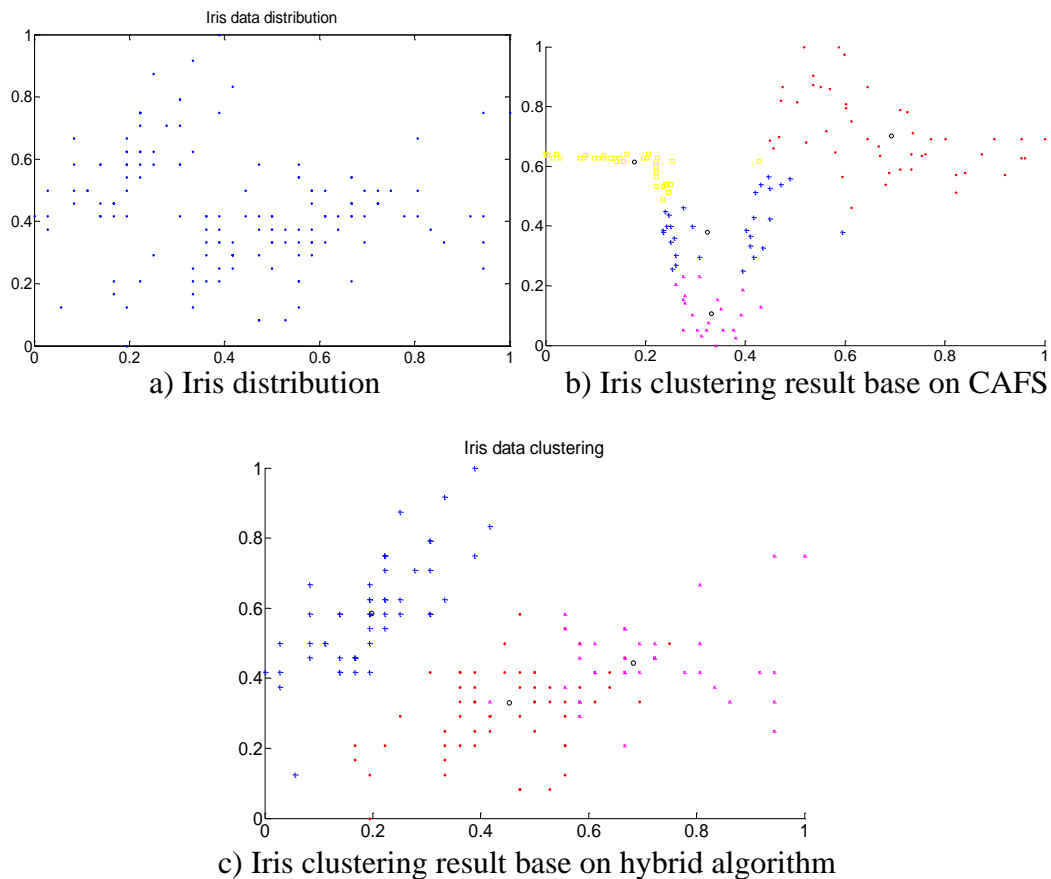 Iris data distribution
1
0.8
0.6
0.4
0.2
0
0 0.2 0.4 0.6 0.8 1
a) Iris distribution
1
0.8
0.6
0.4
0.2
0
0 0.2 0.4 0.6 0.8 1
b) Iris clustering result base on CAFS
Iris data clustering
1
0.8
0.6
0.4
0.2
0
0 0.2 0.4 0.6 0.8 1
c) Iris clustering result base on hybrid algorithm